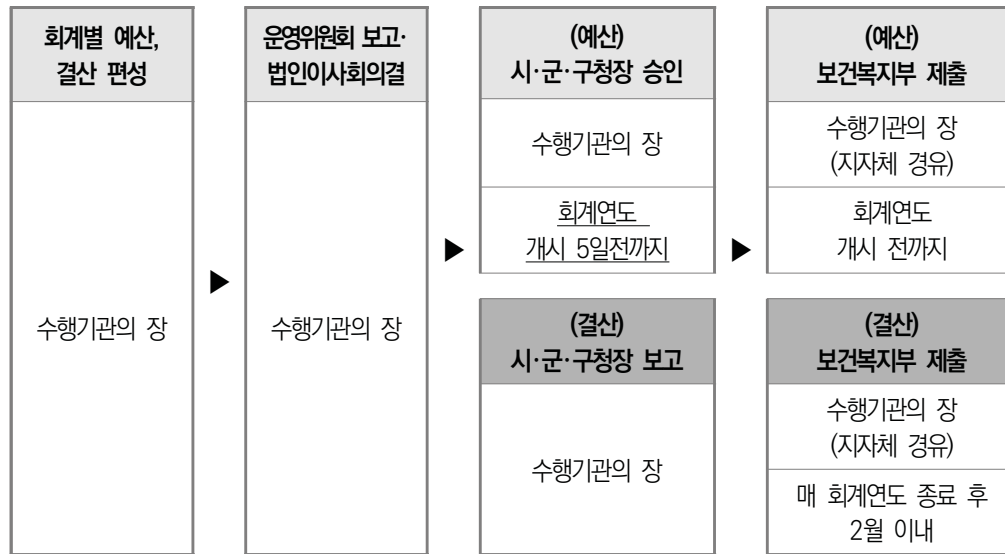 회계별 예산,
결산 편성
수행기관의 장
▶
운영위원회 보고·
법인이사회의결
수행기관의 장
▶
(예산)
시·군·구청장 승인
수행기관의 장
회계연도
개시 5일전까지
(결산)
시·군·구청장 보고
수행기관의 장
▶
(예산)
보건복지부 제출
수행기관의 장
(지자체 경유)
회계연도
개시 전까지
(결산)
보건복지부 제출
수행기관의 장
(지자체 경유)
매 회계연도 종료 후
2월 이내